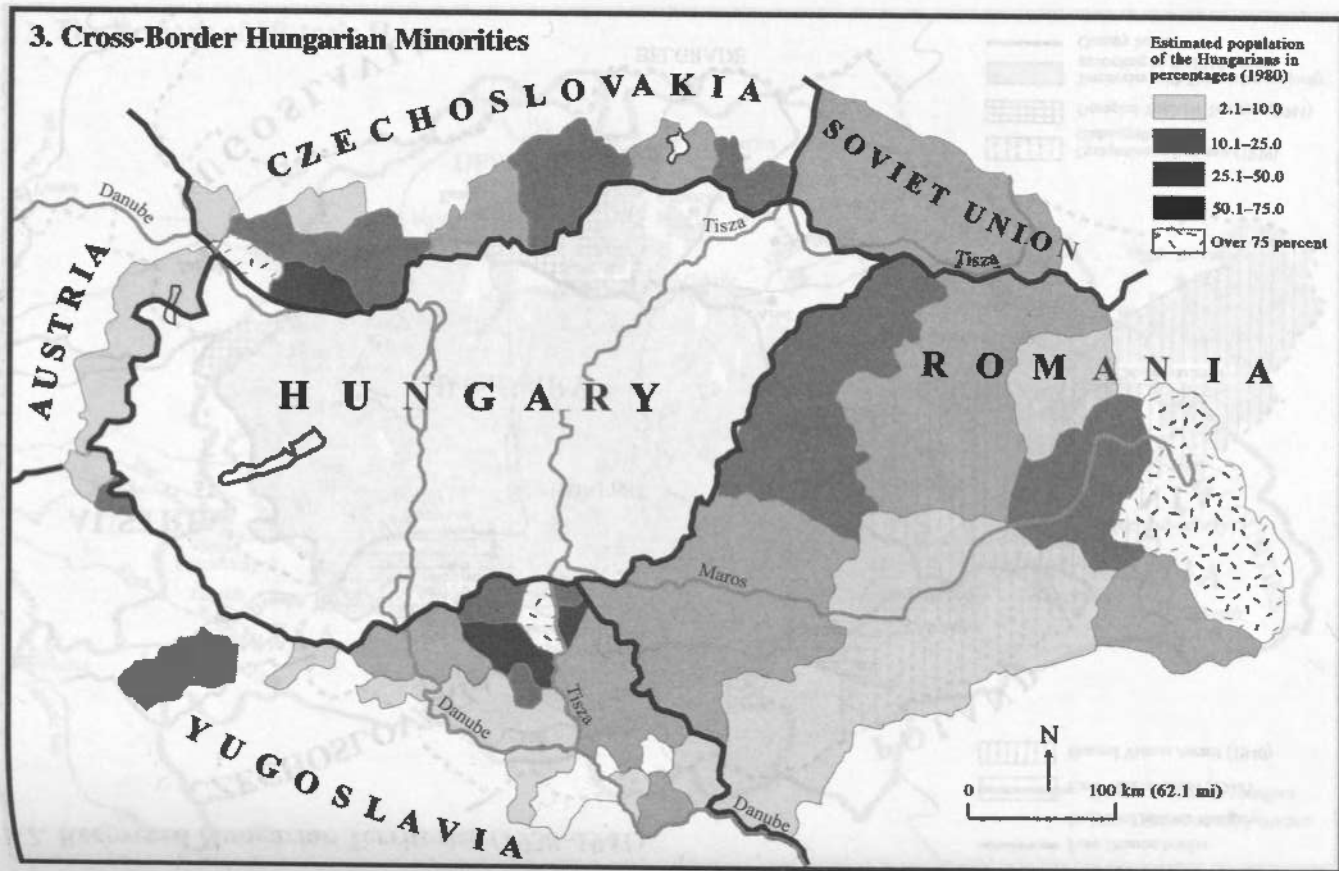 3. Cross-Border Hungarian Minorities
Estimated population
of the Hungarians in
percentages (1980)
2.1–10.0
10.1–25.0
25.1–50.0
50.1–75.0
Over 75 percent
CZECHOSLOVAKIA
SOVIET UNION
Danube
Tisza
Tisza
AUSTRIA
HUNGARY
ROMANIA
Maros
Danube
Tisza
YUGOSLAVIA
Danube
N
0 100 km (62.1 mi)
BELGRADE